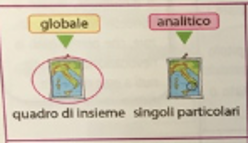 globale analitico
quadro di insieme singoli particolari